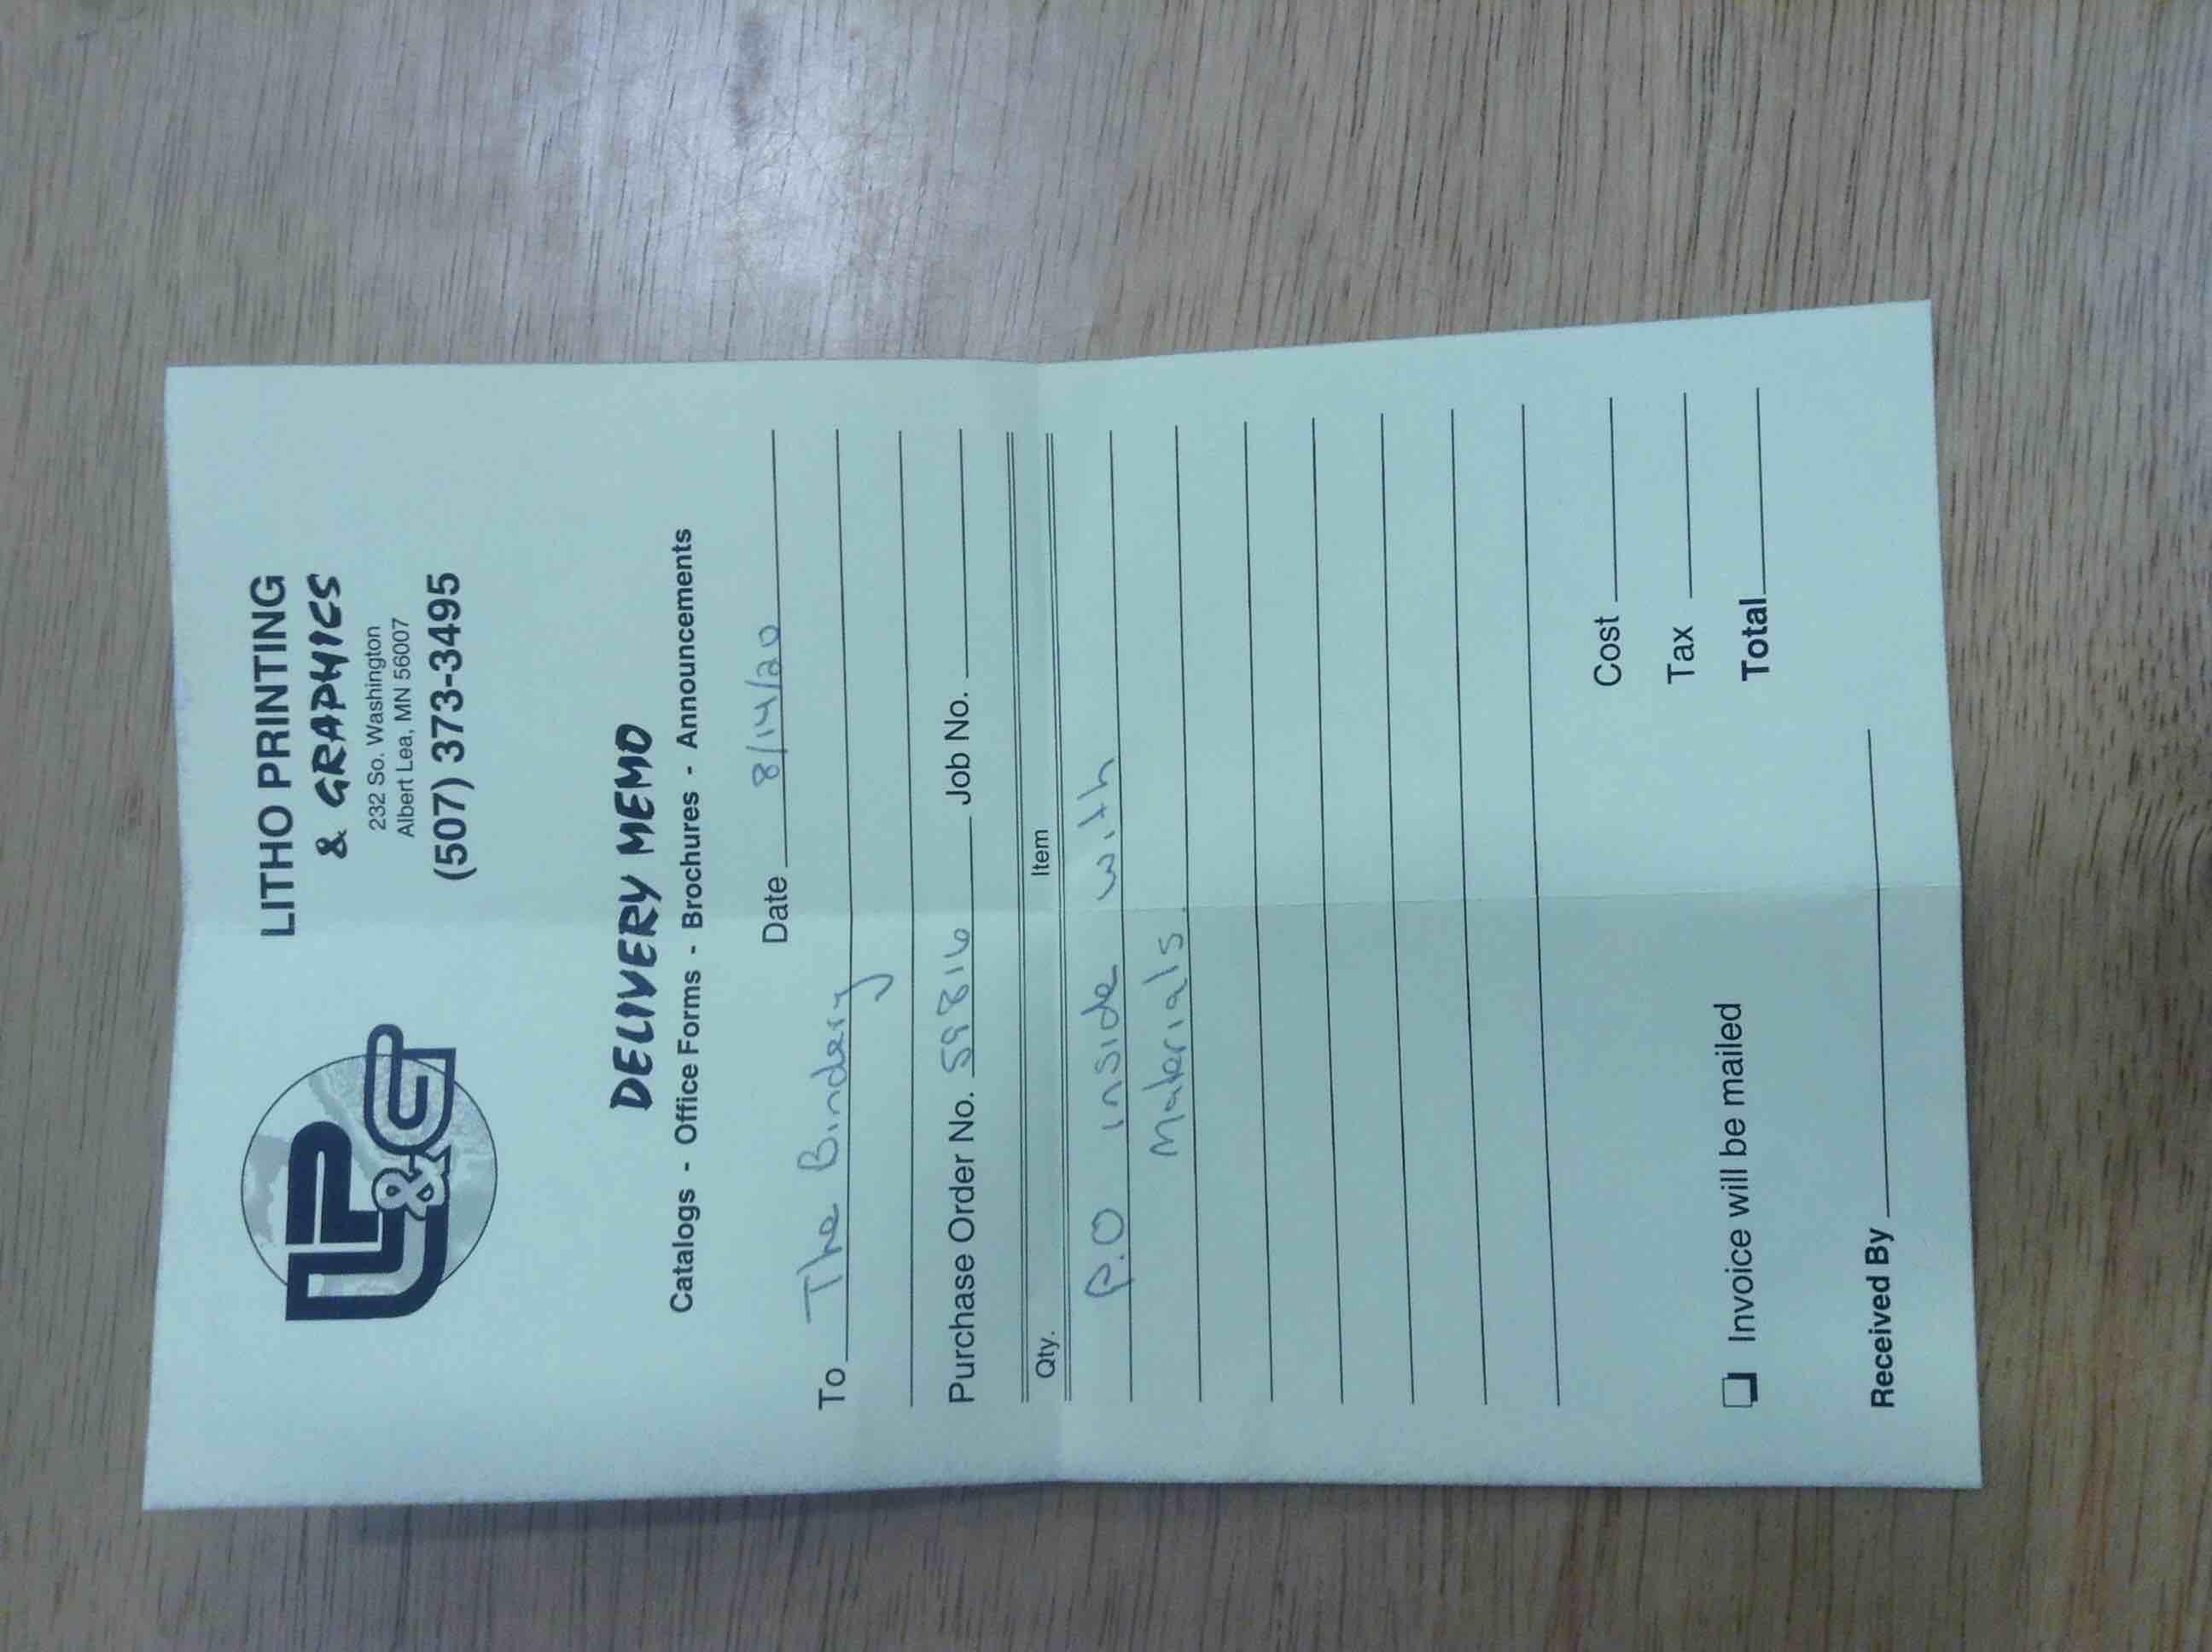 LP&G
LITHO PRINTING
& GRAPHICS
232 So. Washington
Albert Lea, MN 56007
(507) 373-3495
DELIVERY MEMO
Catalogs - Office Forms - Brochures - Announcements
Date 8/14/20
To The Bindery
Purchase Order No. 59816 Job No.
Qty. Item
P.O inside with
Materials.
Cost
Tax
Invoice will be mailed Total
Received By